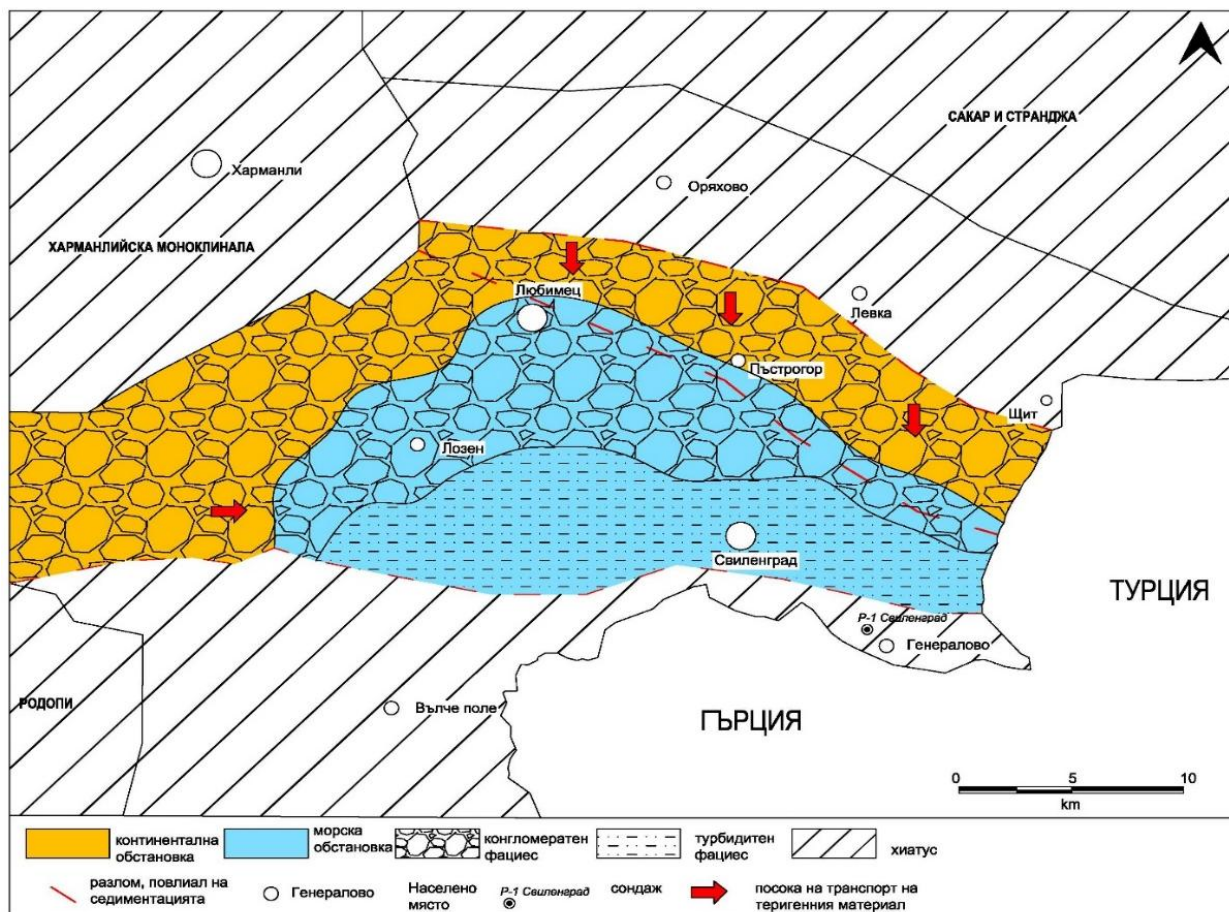 САКАР И СТРАНДЖА
Харманли
Оряхово
ХАРМАНЛИЙСКА МОНОКЛИНАЛА
Любимец
Левка
Пъстрогор
Щит
Лозен
Свиленград
ТУРЦИЯ
Р-1 Свиленград
Генералово
РОДОПИ
Вълче поле
ГЪРЦИЯ
0 5 10
km
континентална
обстановка
морска
обстановка
конгломератен
фациес
турбидитен
фациес
хиатус
разлом, повлиал на
седиментацията
Генералово
Населено
място
Р-1 Свиленград
сондаж
посока на транспорт на
теригенния материал